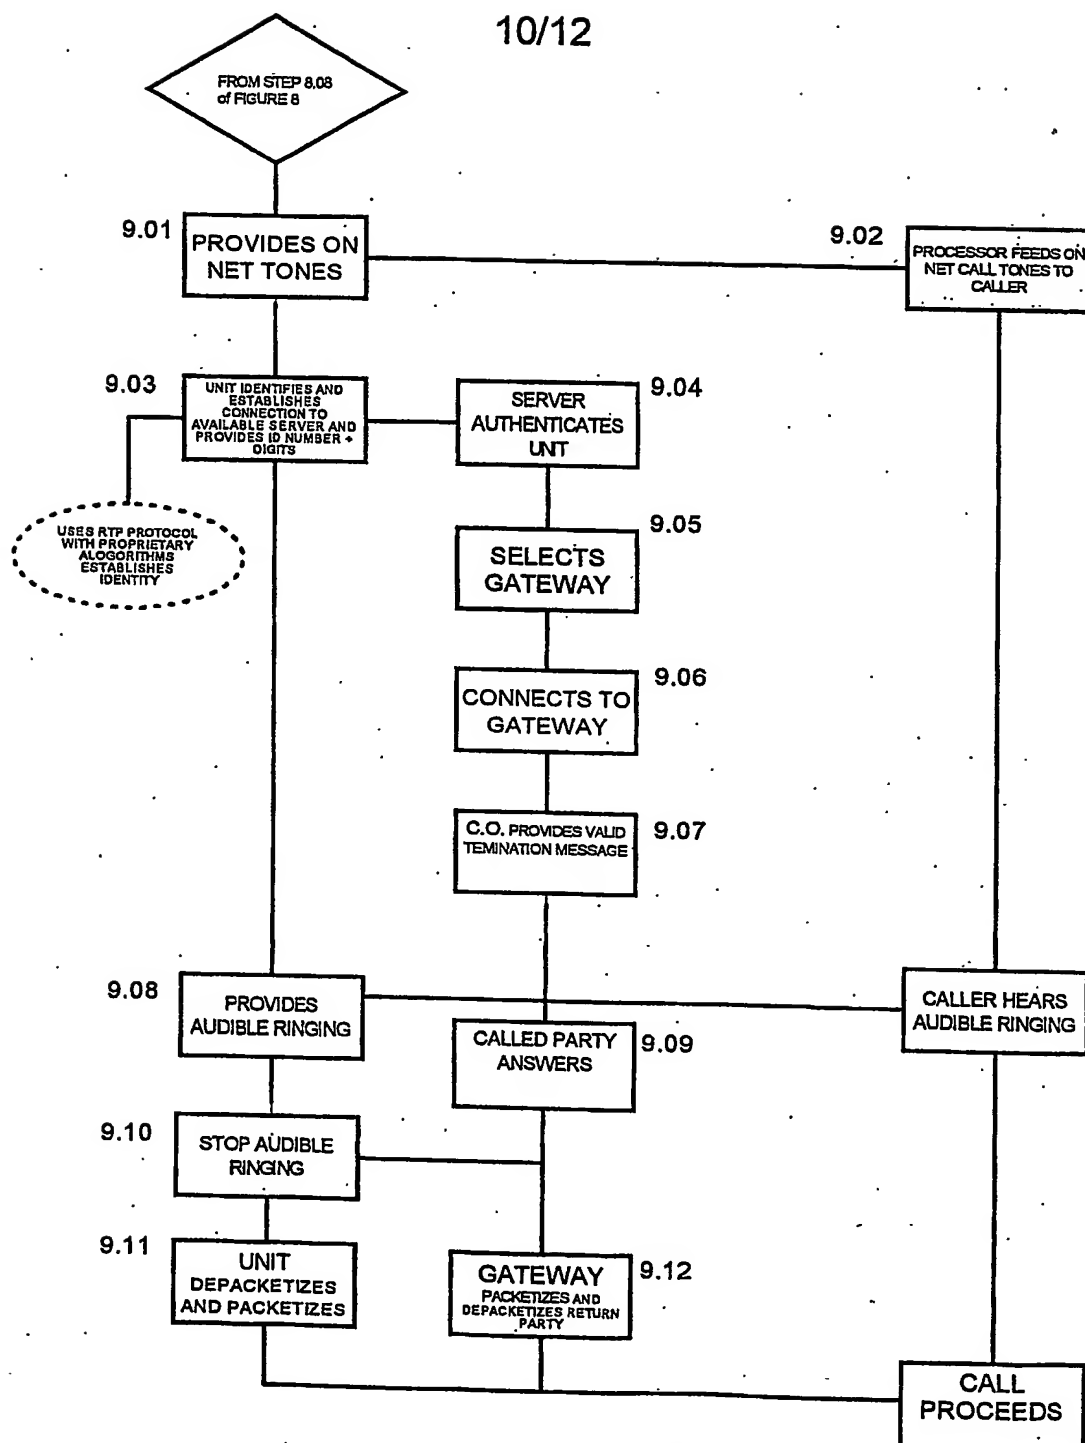 10/12
FROM STEP 8.08
of FIGURE 8
9.01
PROVIDES ON
NET TONES
9.02
PROCESSOR FEEDS ON
NET CALL TONES TO
CALLER
9.03
UNIT IDENTIFIES AND
ESTABLISHES
CONNECTION TO
AVAILABLE SERVER AND
PROVIDES ID NUMBER +
DIGITS
9.04
SERVER
AUTHENTICATES
UNIT
USES RTP PROTOCOL
WITH PROPRIETARY
ALOGORITHMS
ESTABLISHES
IDENTITY
9.05
SELECTS
GATEWAY
9.06
CONNECTS TO
GATEWAY
9.07
C.O. PROVIDES VALID
TEMINATION MESSAGE
9.08
PROVIDES
AUDIBLE RINGING
CALLER HEARS
AUDIBLE RINGING
CALLED PARTY
ANSWERS
9.09
9.10
STOP AUDIBLE
RINGING
9.11
UNIT
DEPACKETIZES
AND PACKETIZES
GATEWAY
PACKETIZES AND
DEPACKETIZES RETURN
PARTY
9.12
CALL
PROCEEDS